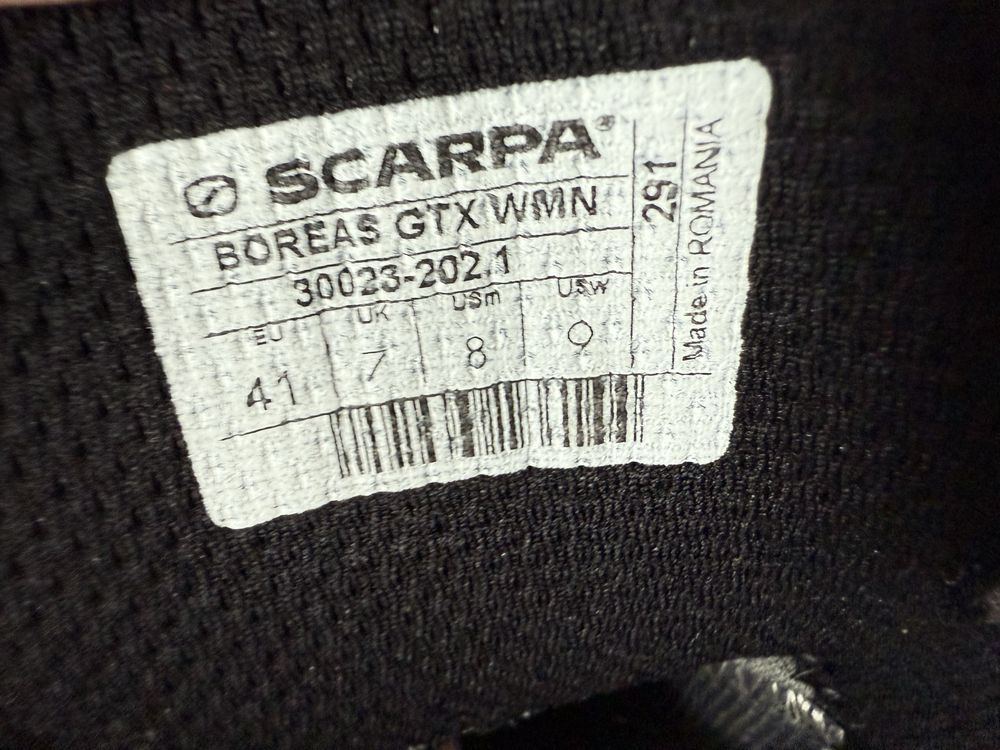 SCARPA®
BOREAS GTX WMN
30023-202.1
EU UK USm USw
41 7 8 9
291
Made in ROMANIA